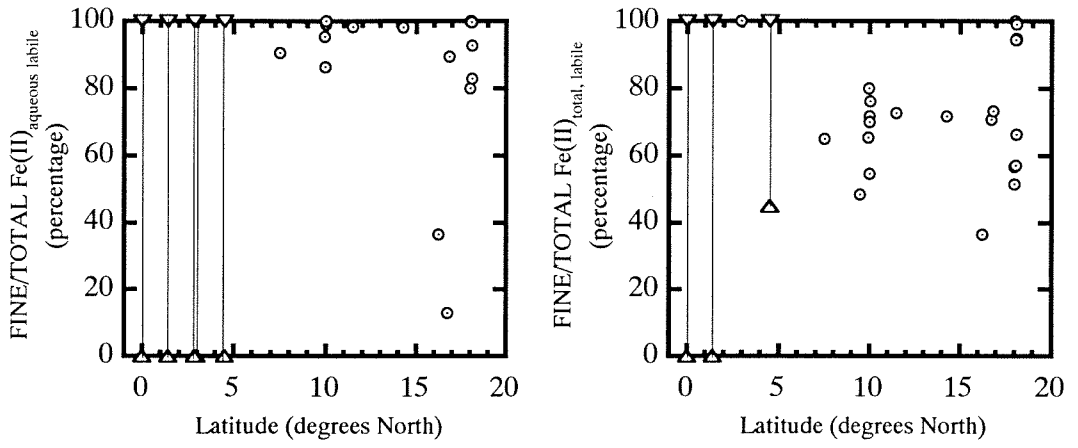 FINE/TOTAL Fe(II)aqueous labile
(percentage)
100
80
60
40
20
0
0 5 10 15 20
Latitude (degrees North)
FINE/TOTAL Fe(II)total, labile
(percentage)
100
80
60
40
20
0
0 5 10 15 20
Latitude (degrees North)